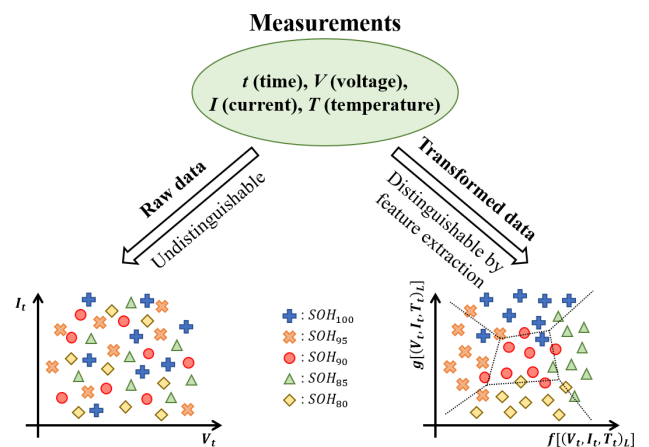 Measurements
t (time), V (voltage),
I (current), T (temperature)
Raw data
Undistinguishable
Transformed data
Distinguishable by
feature extraction
I_t
V_t
: SOH_100
: SOH_95
: SOH_90
: SOH_85
: SOH_80
g[(V_t, I_t, T_t)_L]
f[(V_t, I_t, T_t)_L]